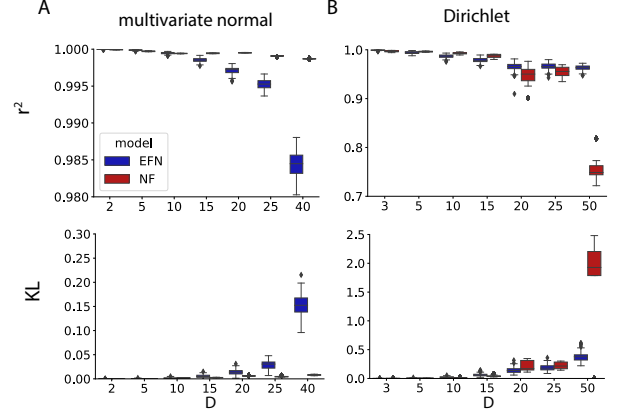 A
multivariate normal
B
Dirichlet
1.000
0.995
0.990
0.985
0.980
r²
model
EFN
NF
2 5 10 15 20 25 40
1.0
0.9
0.8
0.7
3 5 10 15 20 25 50
0.30
0.25
0.20
0.15
0.10
0.05
0.00
KL
2 5 10 15 20 25 40
D
2.5
2.0
1.5
1.0
0.5
0.0
3 5 10 15 20 25 50
D